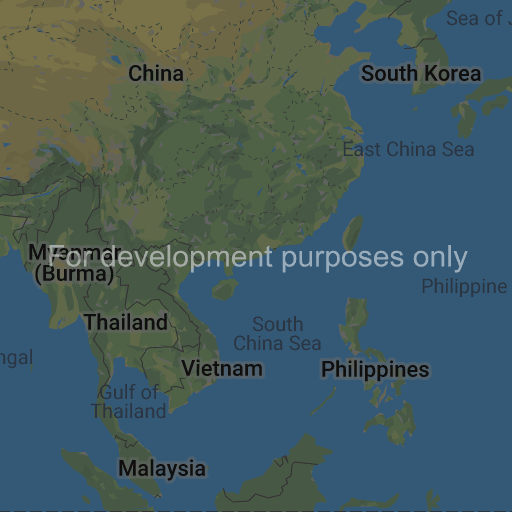 Sea of J
China
South Korea
East China Sea
Myanmar
(Burma)
For development purposes only
Philippine
Thailand
South
China Sea
ngal
Vietnam
Philippines
Gulf of
Thailand
Malaysia